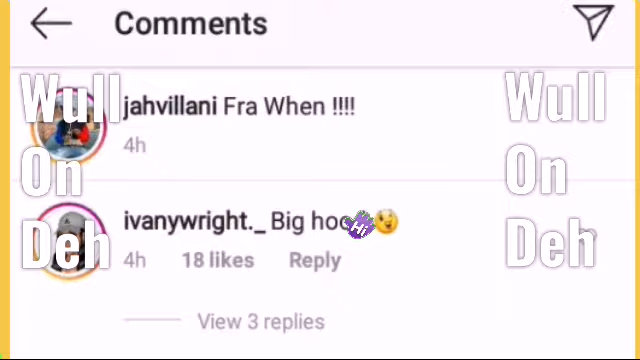 Comments
jahvillani Fra When !!!!
4h
ivanywright._ Big
4h 18 likes Reply
View 3 replies
Wull
On
Deh
Wull
On
Deh
Hi